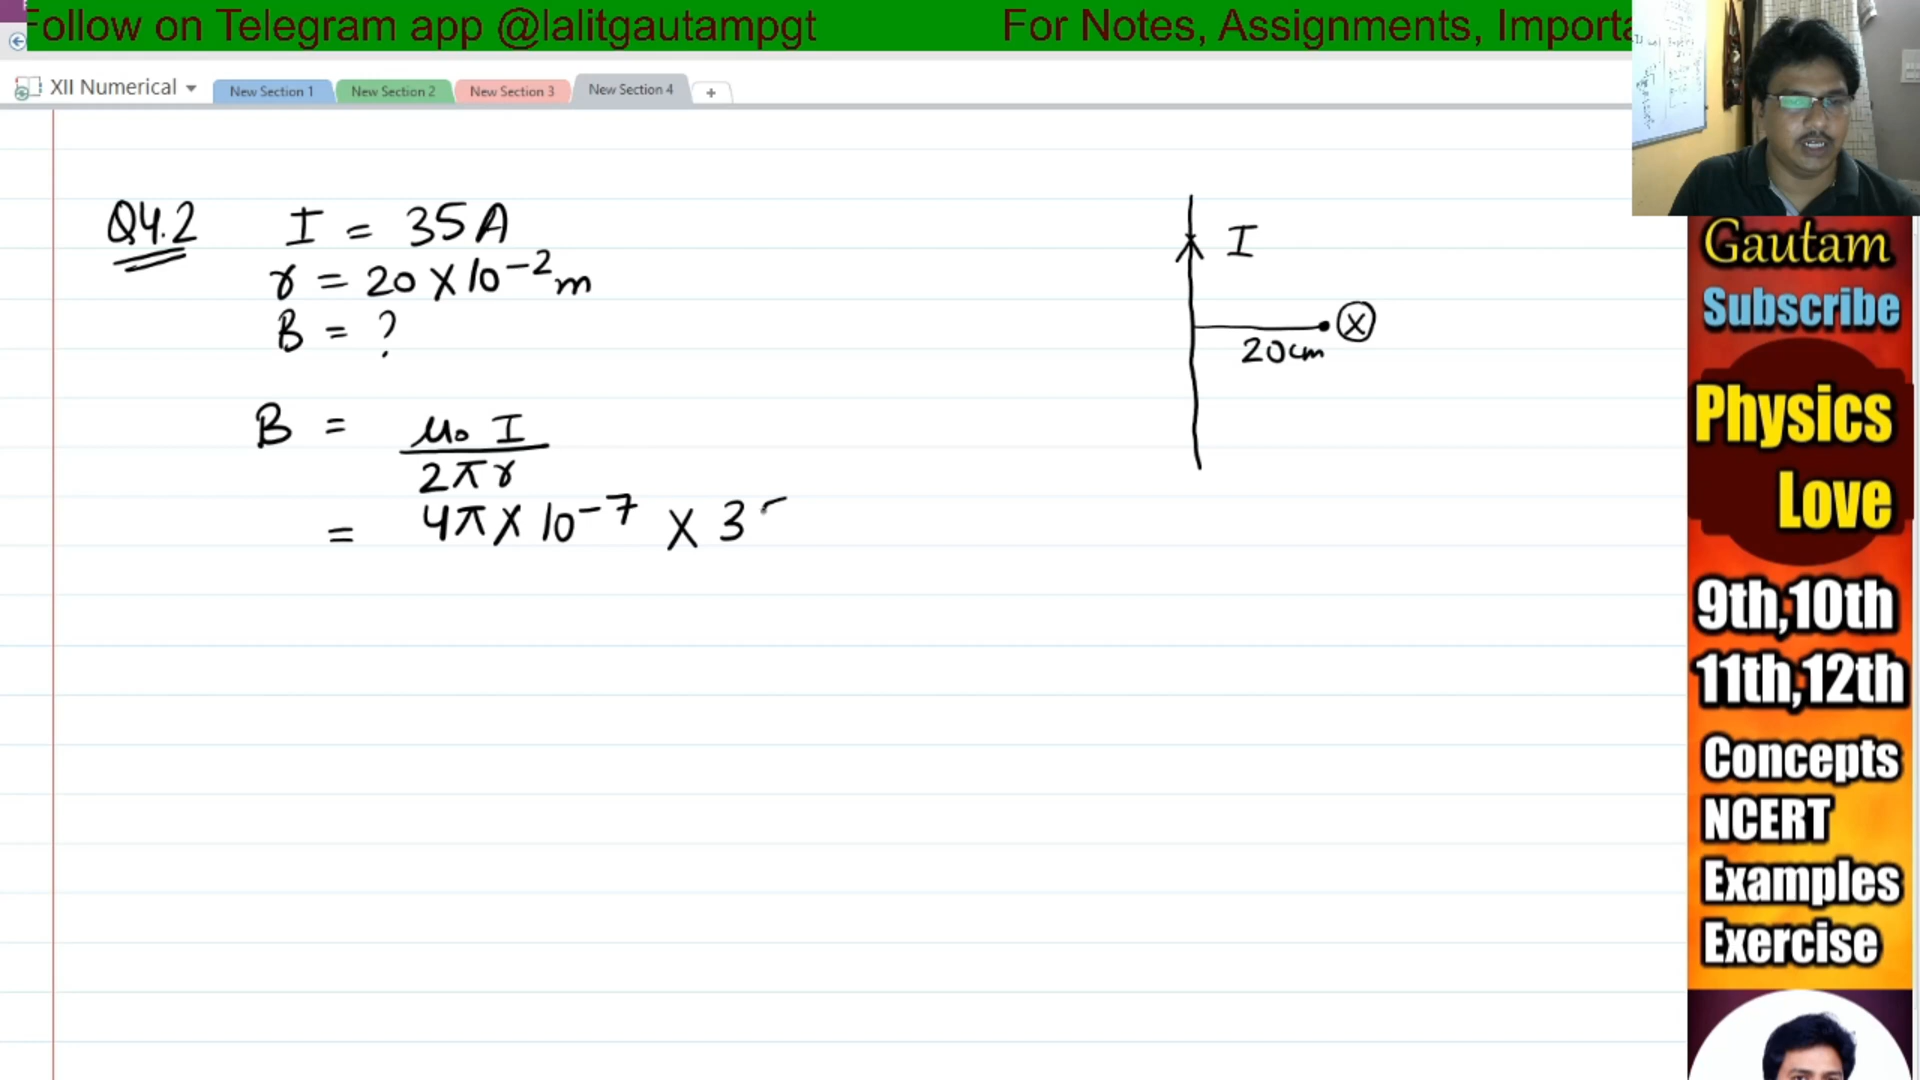 Follow on Telegram app @lalitgautampgt For Notes, Assignments, Importa
XII Numerical New Section 1 New Section 2 New Section 3 New Section 4 +
Q4.2 I = 35A
r = 20 X 10⁻² m
B = ?
B = μ₀ I / 2πr
= 4π X 10⁻⁷ X 3
I
20cm
X
Gautam
Subscribe
Physics
Love
9th,10th
11th,12th
Concepts
NCERT
Examples
Exercise